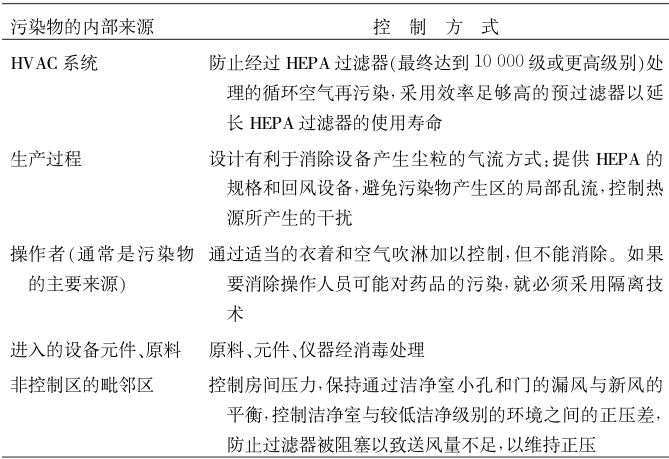 污染物的内部来源 控制方式
HVAC 系统 防止经过 HEPA 过滤器(最终达到 10 000 级或更高级别)处
理的循环空气再污染,采用效率足够高的预过滤器以延
长 HEPA 过滤器的使用寿命
生产过程 设计有利于消除设备产生尘粒的气流方式;提供 HEPA 的
规格和回风设备,避免污染物产生区的局部乱流,控制热
源所产生的干扰
操作者(通常是污染物 通过适当的衣着和空气吹淋加以控制,但不能消除。如果
的主要来源) 要消除操作人员可能对药品的污染,就必须采用隔离技
术
进入的设备元件、原料 原料、元件、仪器经消毒处理
非控制区的毗邻区 控制房间压力,保持通过洁净室小孔和门的漏风与新风的
平衡,控制洁净室与较低洁净级别的环境之间的正压差,
防止过滤器被阻塞以致送风量不足,以维持正压